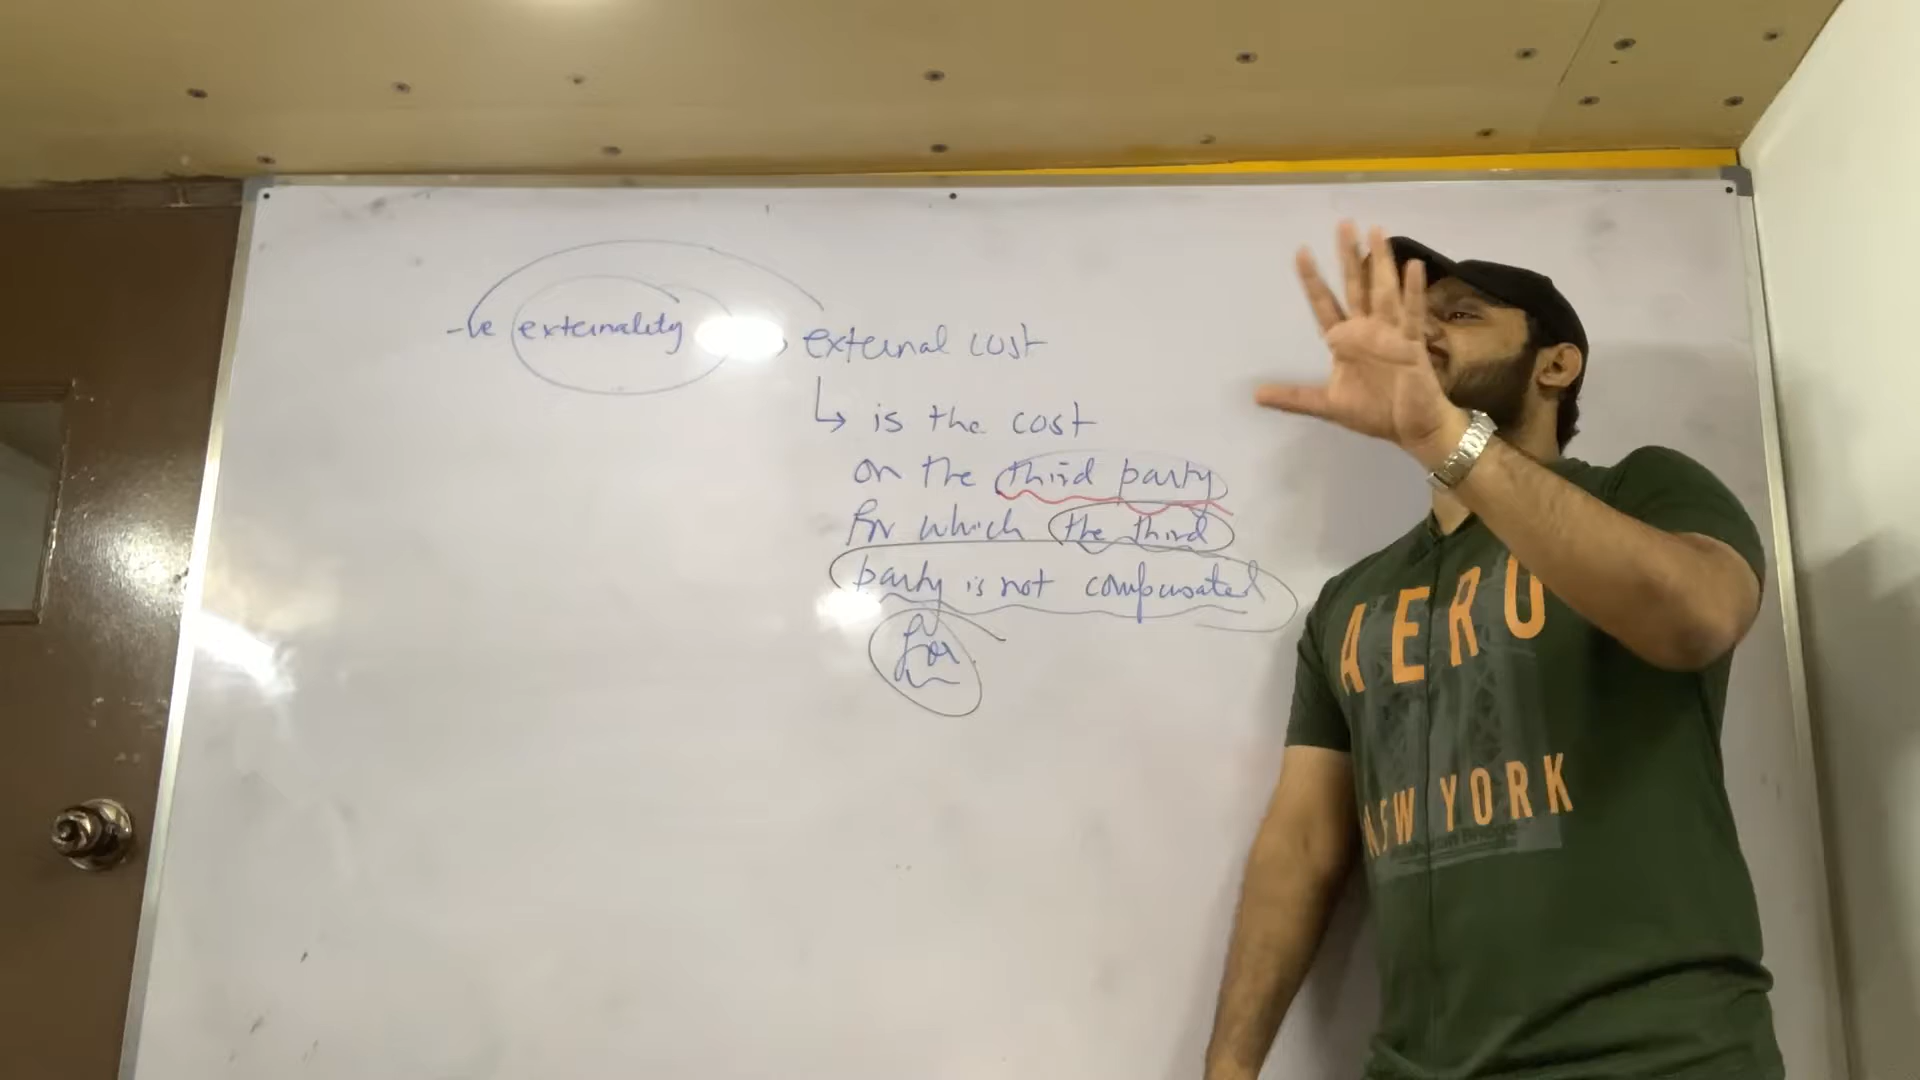 -ve externality
external cost
↳ is the cost
on the third party
for which the third
party is not compensated
for
AERO
NEW YORK